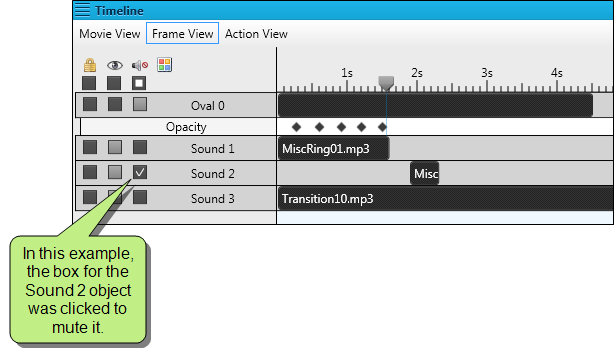 Timeline
Movie View Frame View Action View
1s 2s 3s 4s
Oval 0
Opacity
Sound 1 MiscRing01.mp3
Sound 2 Misc
Sound 3 Transition10.mp3
In this example,
the box for the
Sound 2 object
was clicked to
mute it.